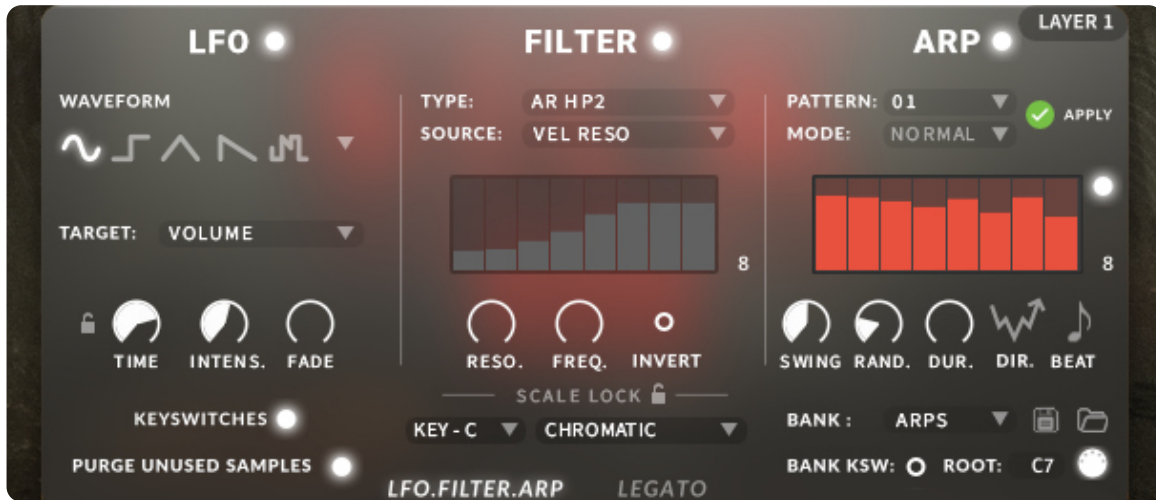 LAYER 1
LFO
FILTER
ARP
WAVEFORM
TARGET: VOLUME
TIME INTENS. FADE
KEYSWITCHES
PURGE UNUSED SAMPLES
TYPE: AR HP2
SOURCE: VEL RESO
8
RESO. FREQ. INVERT
SCALE LOCK
KEY - C CHROMATIC
LFO.FILTER.ARP LEGATO
PATTERN: 01
MODE: NORMAL
APPLY
8
SWING RAND. DUR. DIR. BEAT
BANK : ARPS
BANK KSW: ROOT: C7